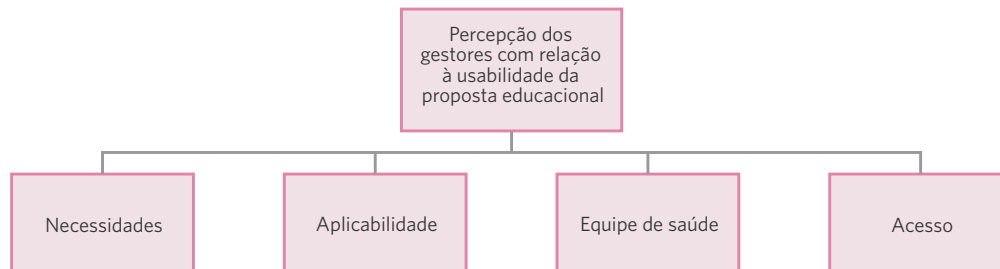 Percepção dos
gestores com relação
à usabilidade da
proposta educacional
Necessidades
Aplicabilidade
Equipe de saúde
Acesso